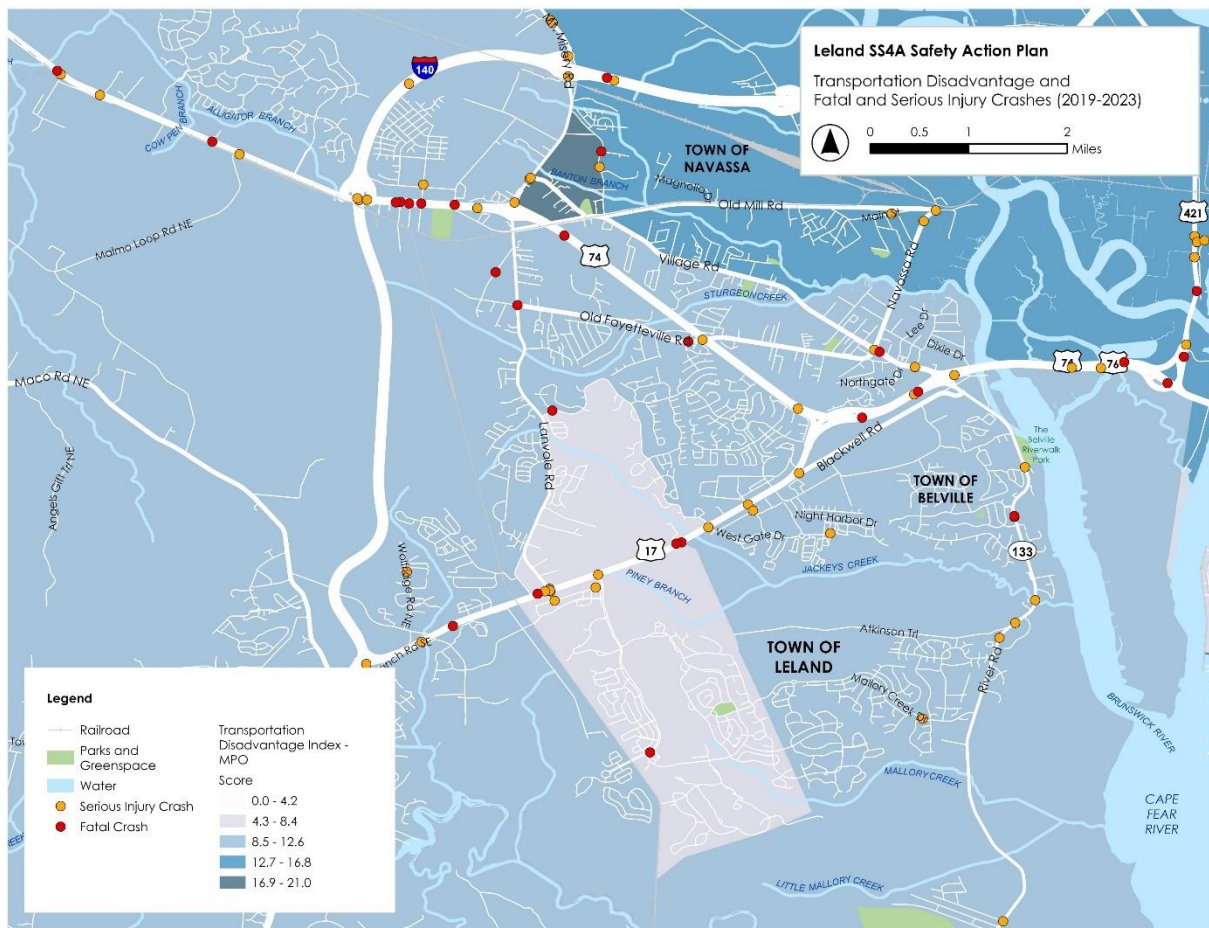 Leland SS4A Safety Action Plan
Transportation Disadvantage and
Fatal and Serious Injury Crashes (2019-2023)
0 0.5 1 2
Miles
140
Mt. Misery Rd
COW PEN BRANCH
ALLIGATOR BRANCH
TOWN OF
NAVASSA
BANTON BRANCH
Magnolia Dr
Old Mill Rd
Main St
421
Malmo Loop Rd NE
74
Village Rd
Navassa Rd
STURGEON CREEK
Old Fayetteville Rd
Lee Dr
Dixie Dr
Northgate Dr
74
76
Maco Rd NE
Angels Gift Trl NE
Lanvale Rd
Blackwell Rd
The
Belville
Riverwalk
Park
TOWN OF
BELVILLE
Night Harbor Dr
West Gate Dr
17
133
JACKEYS CREEK
PINEY BRANCH
Wolfridge Rd NE
Atkinson Trl
TOWN OF
LELAND
River Rd
Mallory Creek Dr
BRUNSWICK RIVER
MALLORY CREEK
CAPE
FEAR
RIVER
LITTLE MALLORY CREEK
Legend
Railroad
Parks and
Greenspace
Water
Serious Injury Crash
Fatal Crash
Transportation
Disadvantage Index -
MPO
Score
0.0 - 4.2
4.3 - 8.4
8.5 - 12.6
12.7 - 16.8
16.9 - 21.0